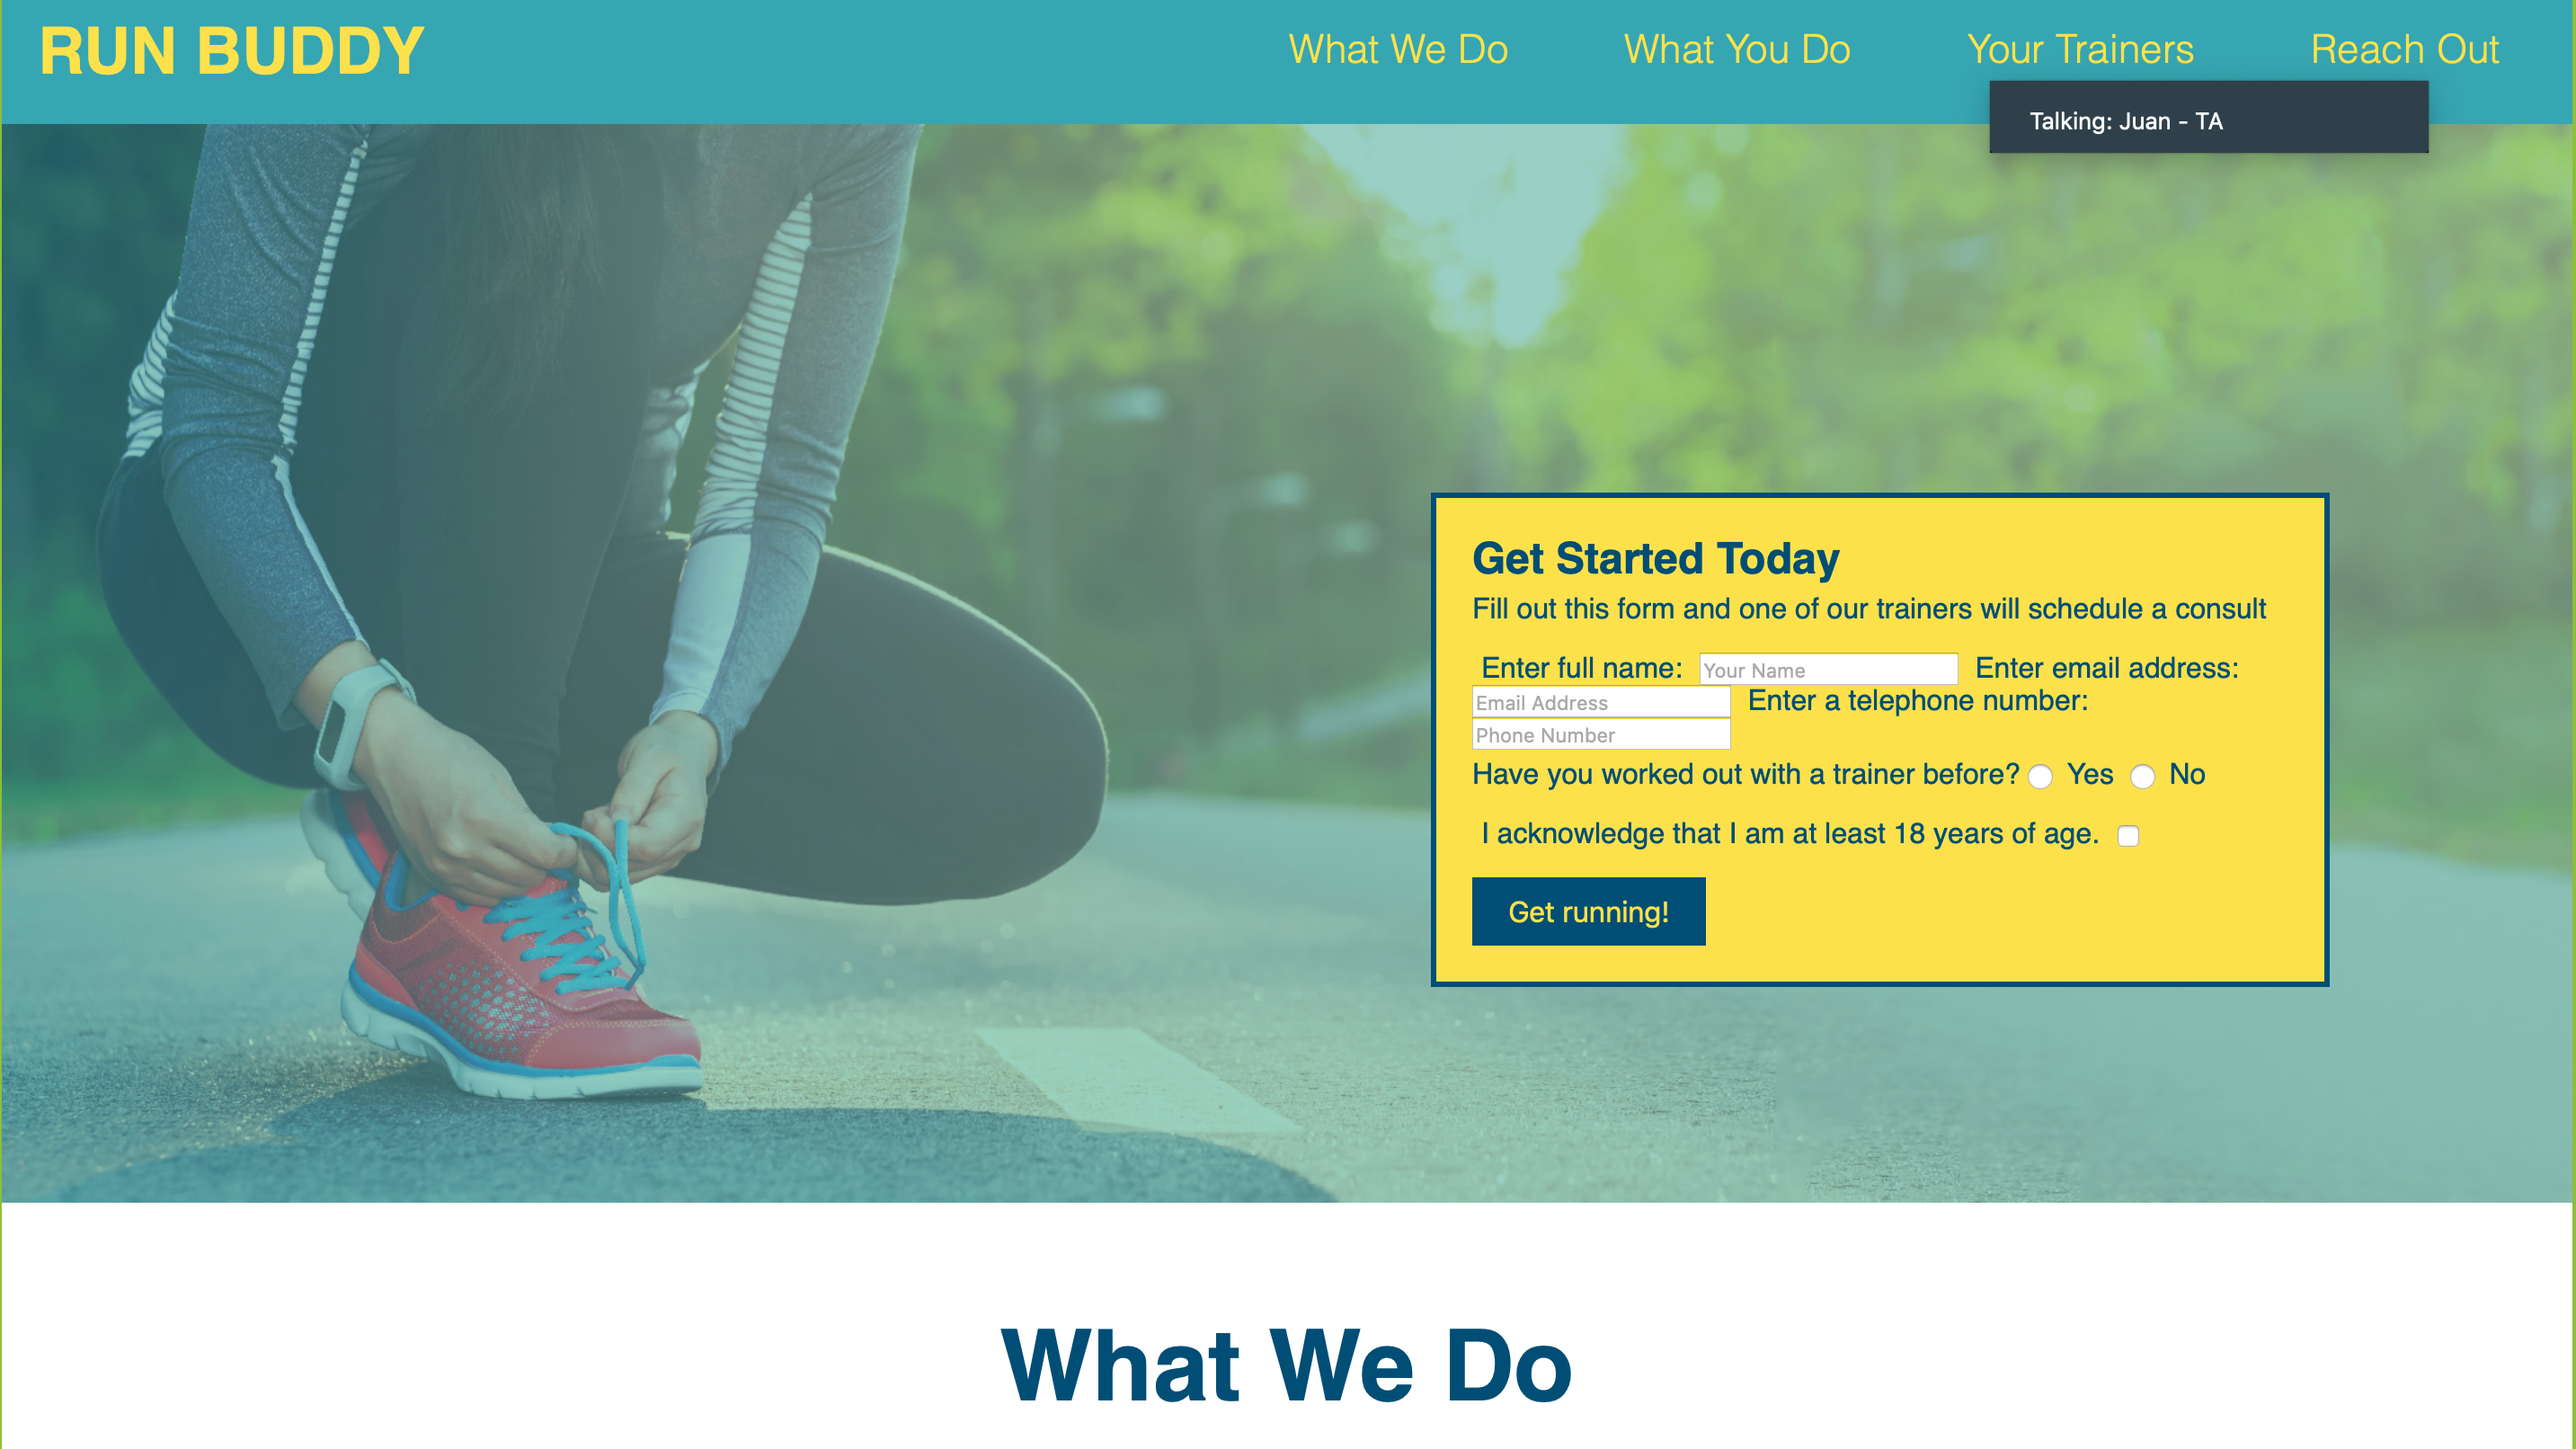 RUN BUDDY
What We Do What You Do Your Trainers Reach Out
Talking: Juan - TA
Get Started Today
Fill out this form and one of our trainers will schedule a consult
Enter full name: Your Name Enter email address:
Email Address Enter a telephone number:
Phone Number
Have you worked out with a trainer before? Yes No
I acknowledge that I am at least 18 years of age.
Get running!
What We Do